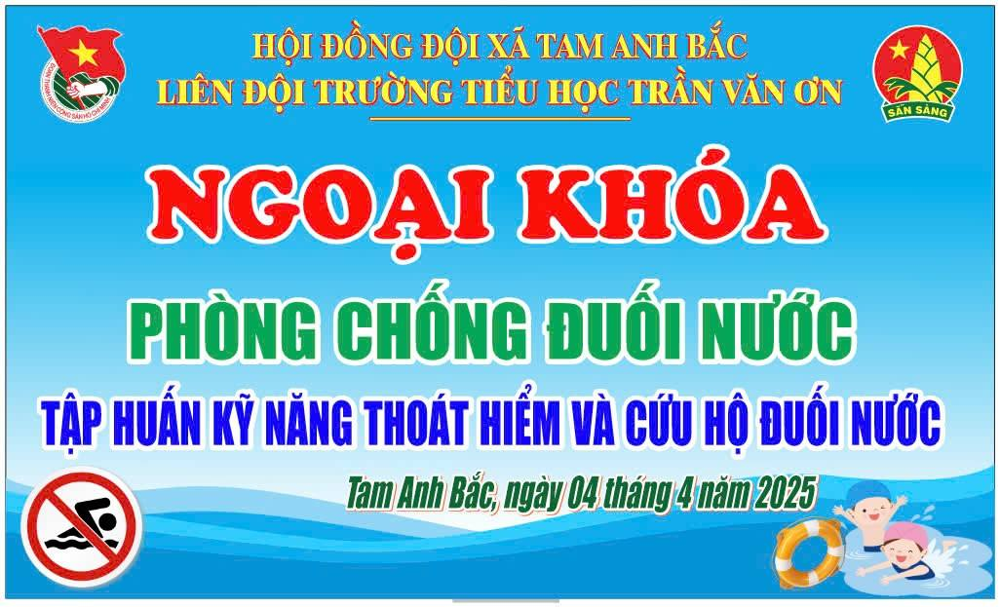 HỘI ĐỒNG ĐỘI XÃ TAM ANH BẮC
LIÊN ĐỘI TRƯỜNG TIỂU HỌC TRẦN VĂN ƠN
ĐOÀN THANH NIÊN CỘNG SẢN HỒ CHÍ MINH
SẴN SÀNG
NGOẠI KHÓA
PHÒNG CHỐNG ĐUỐI NƯỚC
TẬP HUẤN KỸ NĂNG THOÁT HIỂM VÀ CỨU HỘ ĐUỐI NƯỚC
Tam Anh Bắc, ngày 04 tháng 4 năm 2025